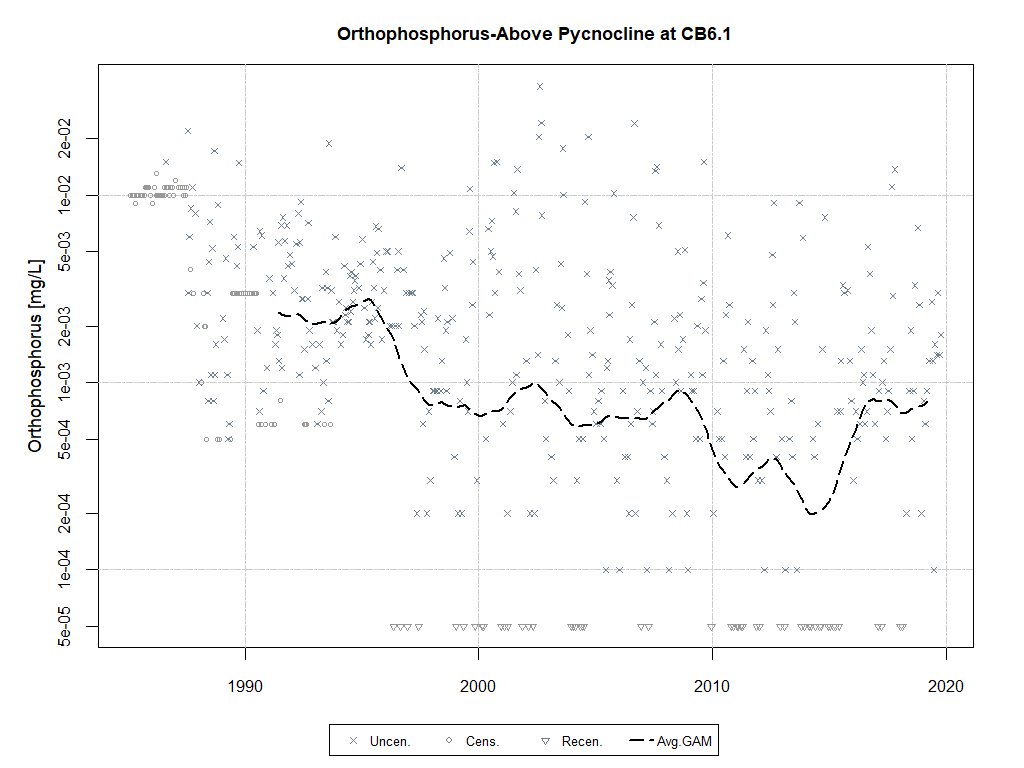 Orthophosphorus-Above Pycnocline at CB6.1
Orthophosphorus [mg/L]
2e-02
1e-02
5e-03
2e-03
1e-03
5e-04
2e-04
1e-04
5e-05
1990 2000 2010 2020
Uncen. Cens. Recen. Avg.GAM